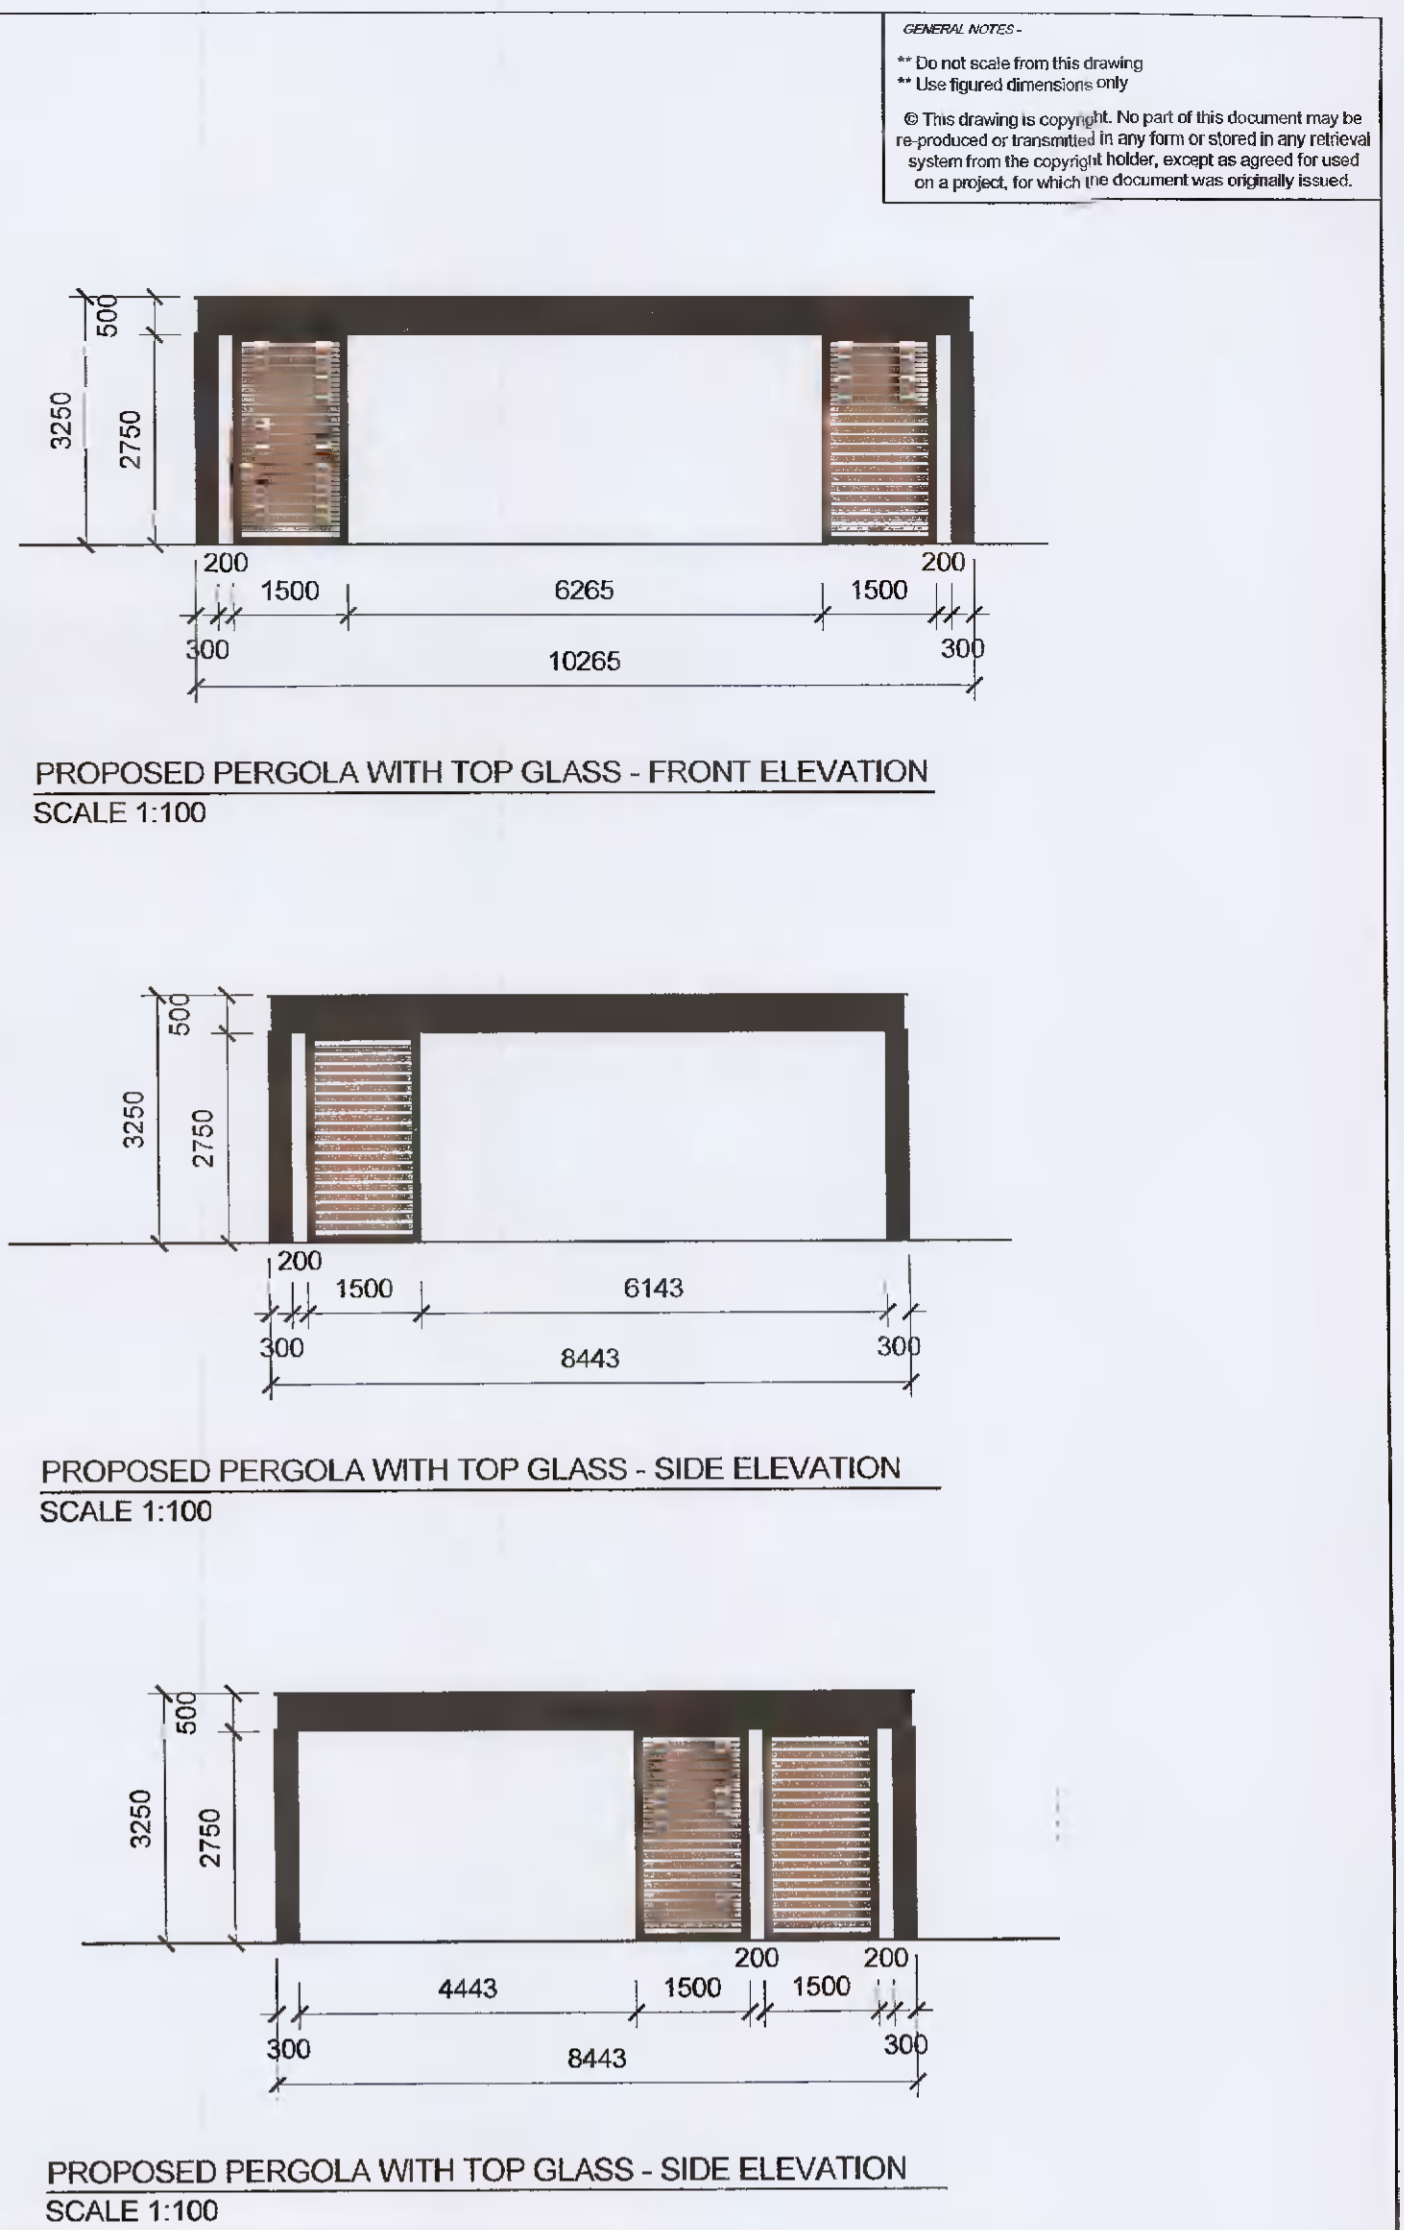 GENERAL NOTES -
** Do not scale from this drawing
** Use figured dimensions only
© This drawing is copyright. No part of this document may be
re-produced or transmitted in any form or stored in any retrieval
system from the copyright holder, except as agreed for used
on a project, for which the document was originally issued.
500
3250
2750
200 200
1500 6265 1500
300 10265 300
PROPOSED PERGOLA WITH TOP GLASS - FRONT ELEVATION
SCALE 1:100
500
3250
2750
200
1500 6143
300 8443 300
PROPOSED PERGOLA WITH TOP GLASS - SIDE ELEVATION
SCALE 1:100
500
3250
2750
200 200
4443 1500 1500
300 8443 300
PROPOSED PERGOLA WITH TOP GLASS - SIDE ELEVATION
SCALE 1:100